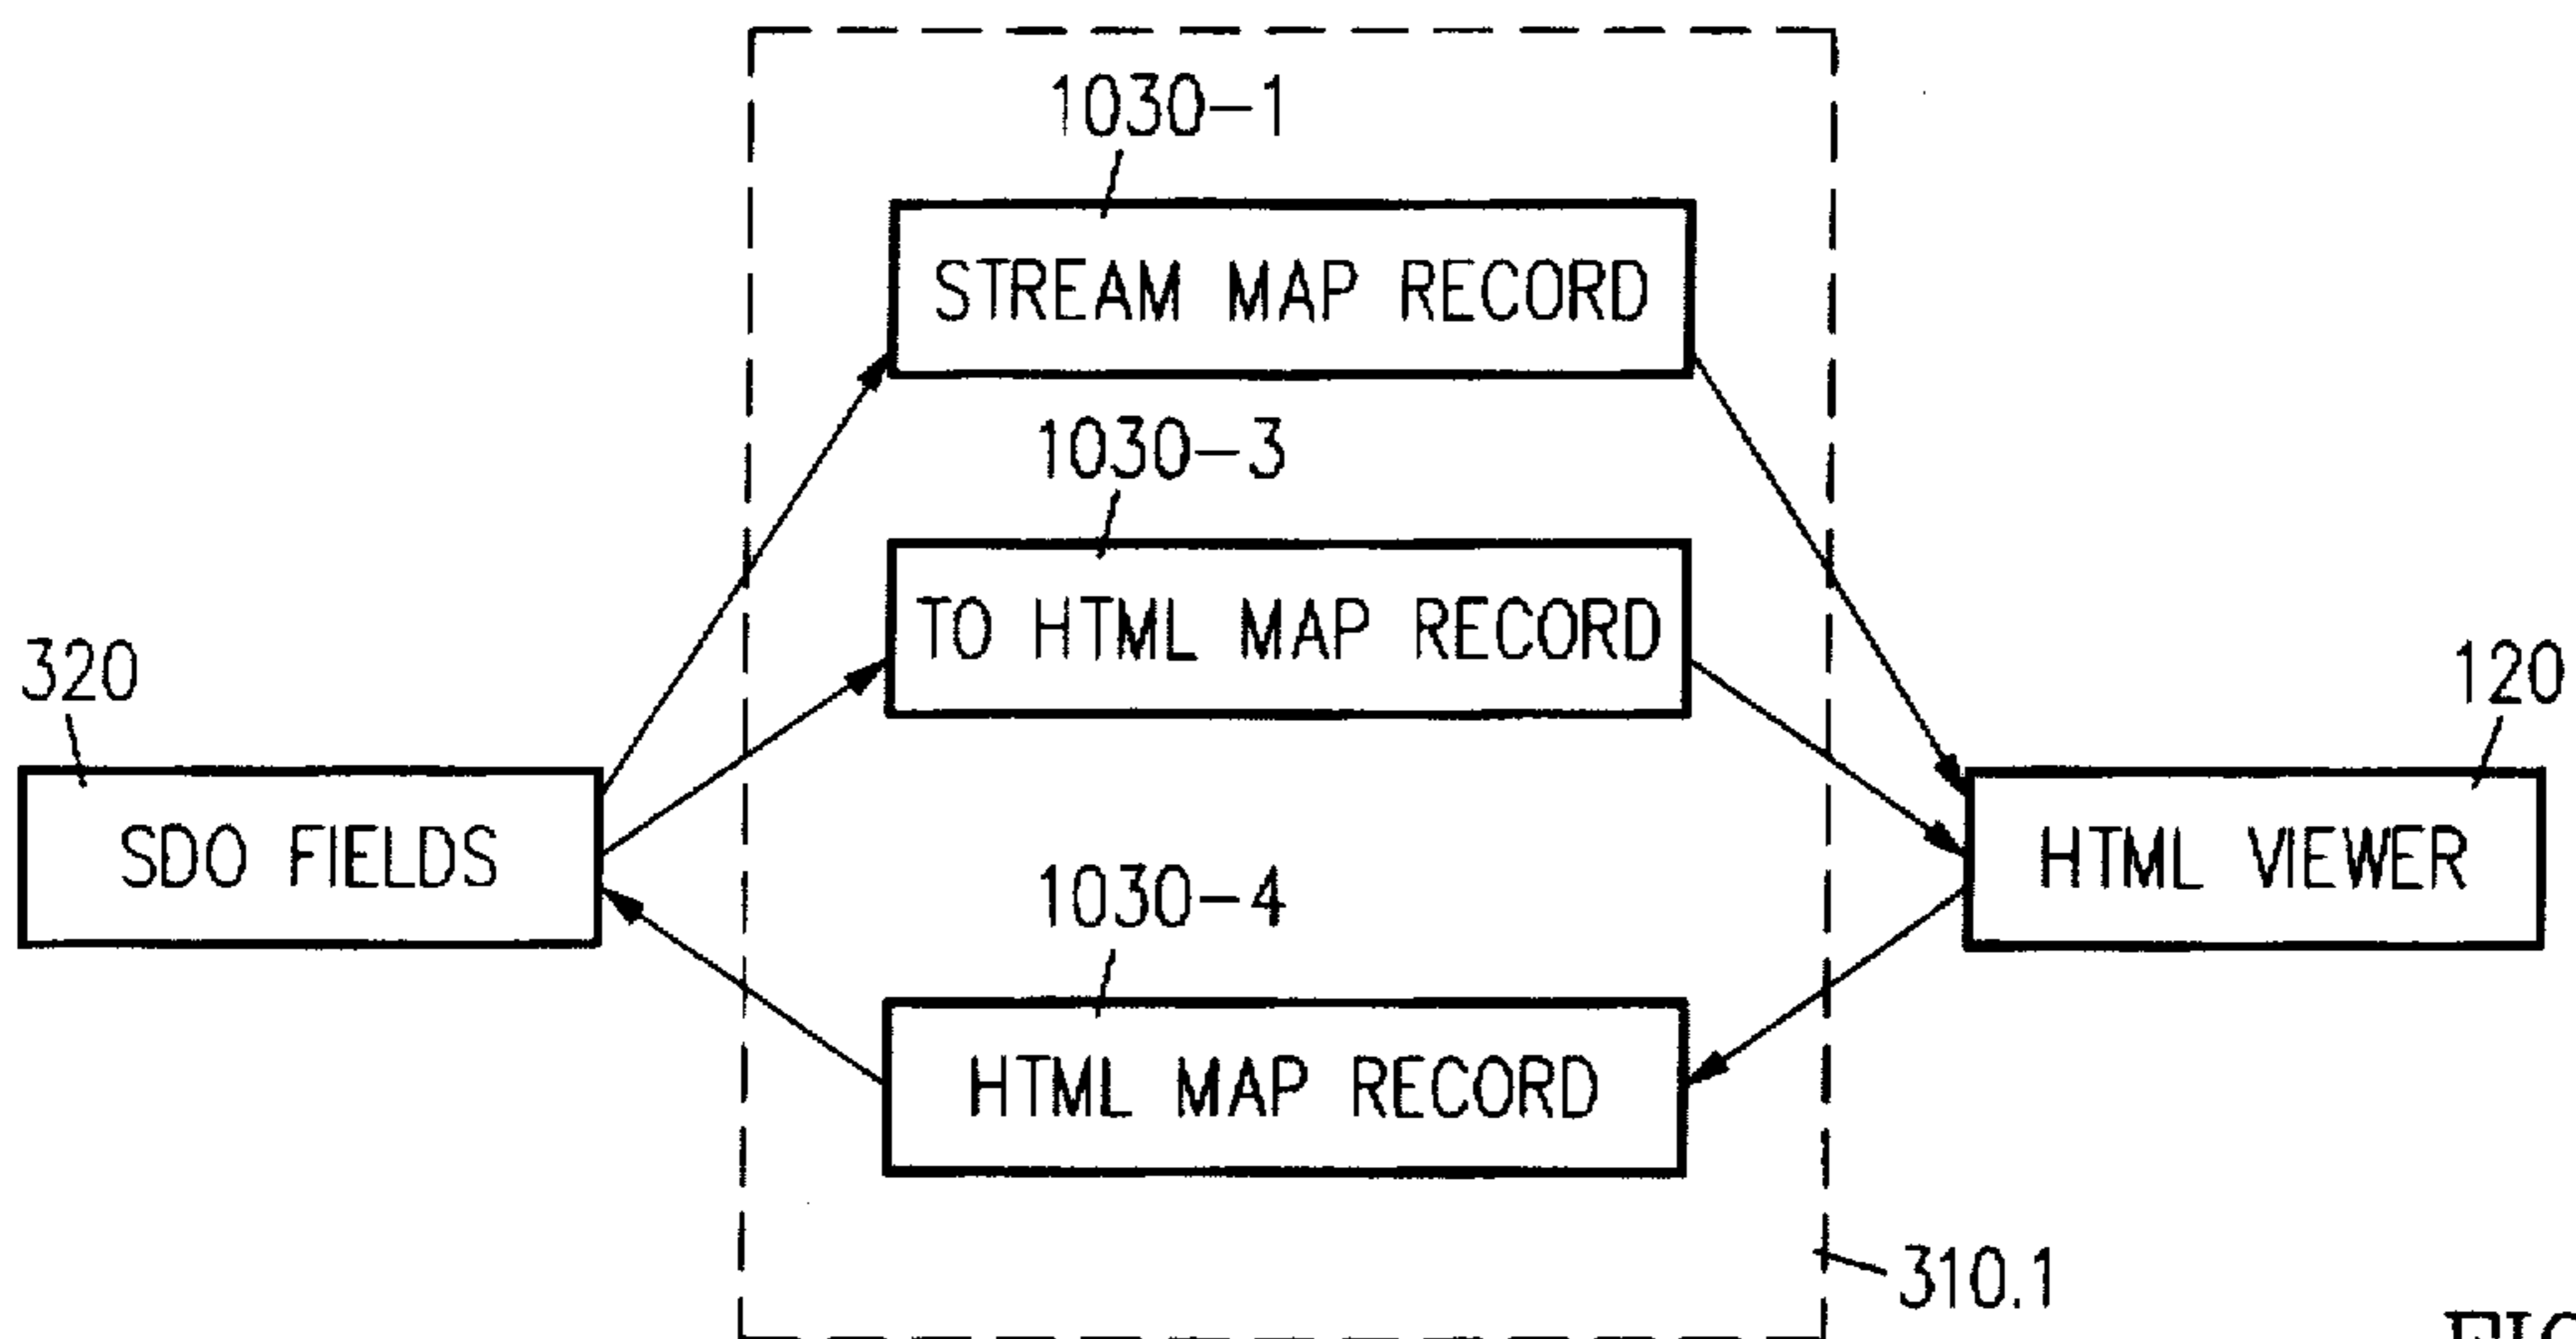 1030-1
STREAM MAP RECORD
1030-3
TO HTML MAP RECORD
320
120
SDO FIELDS
HTML VIEWER
1030-4
HTML MAP RECORD
310.1